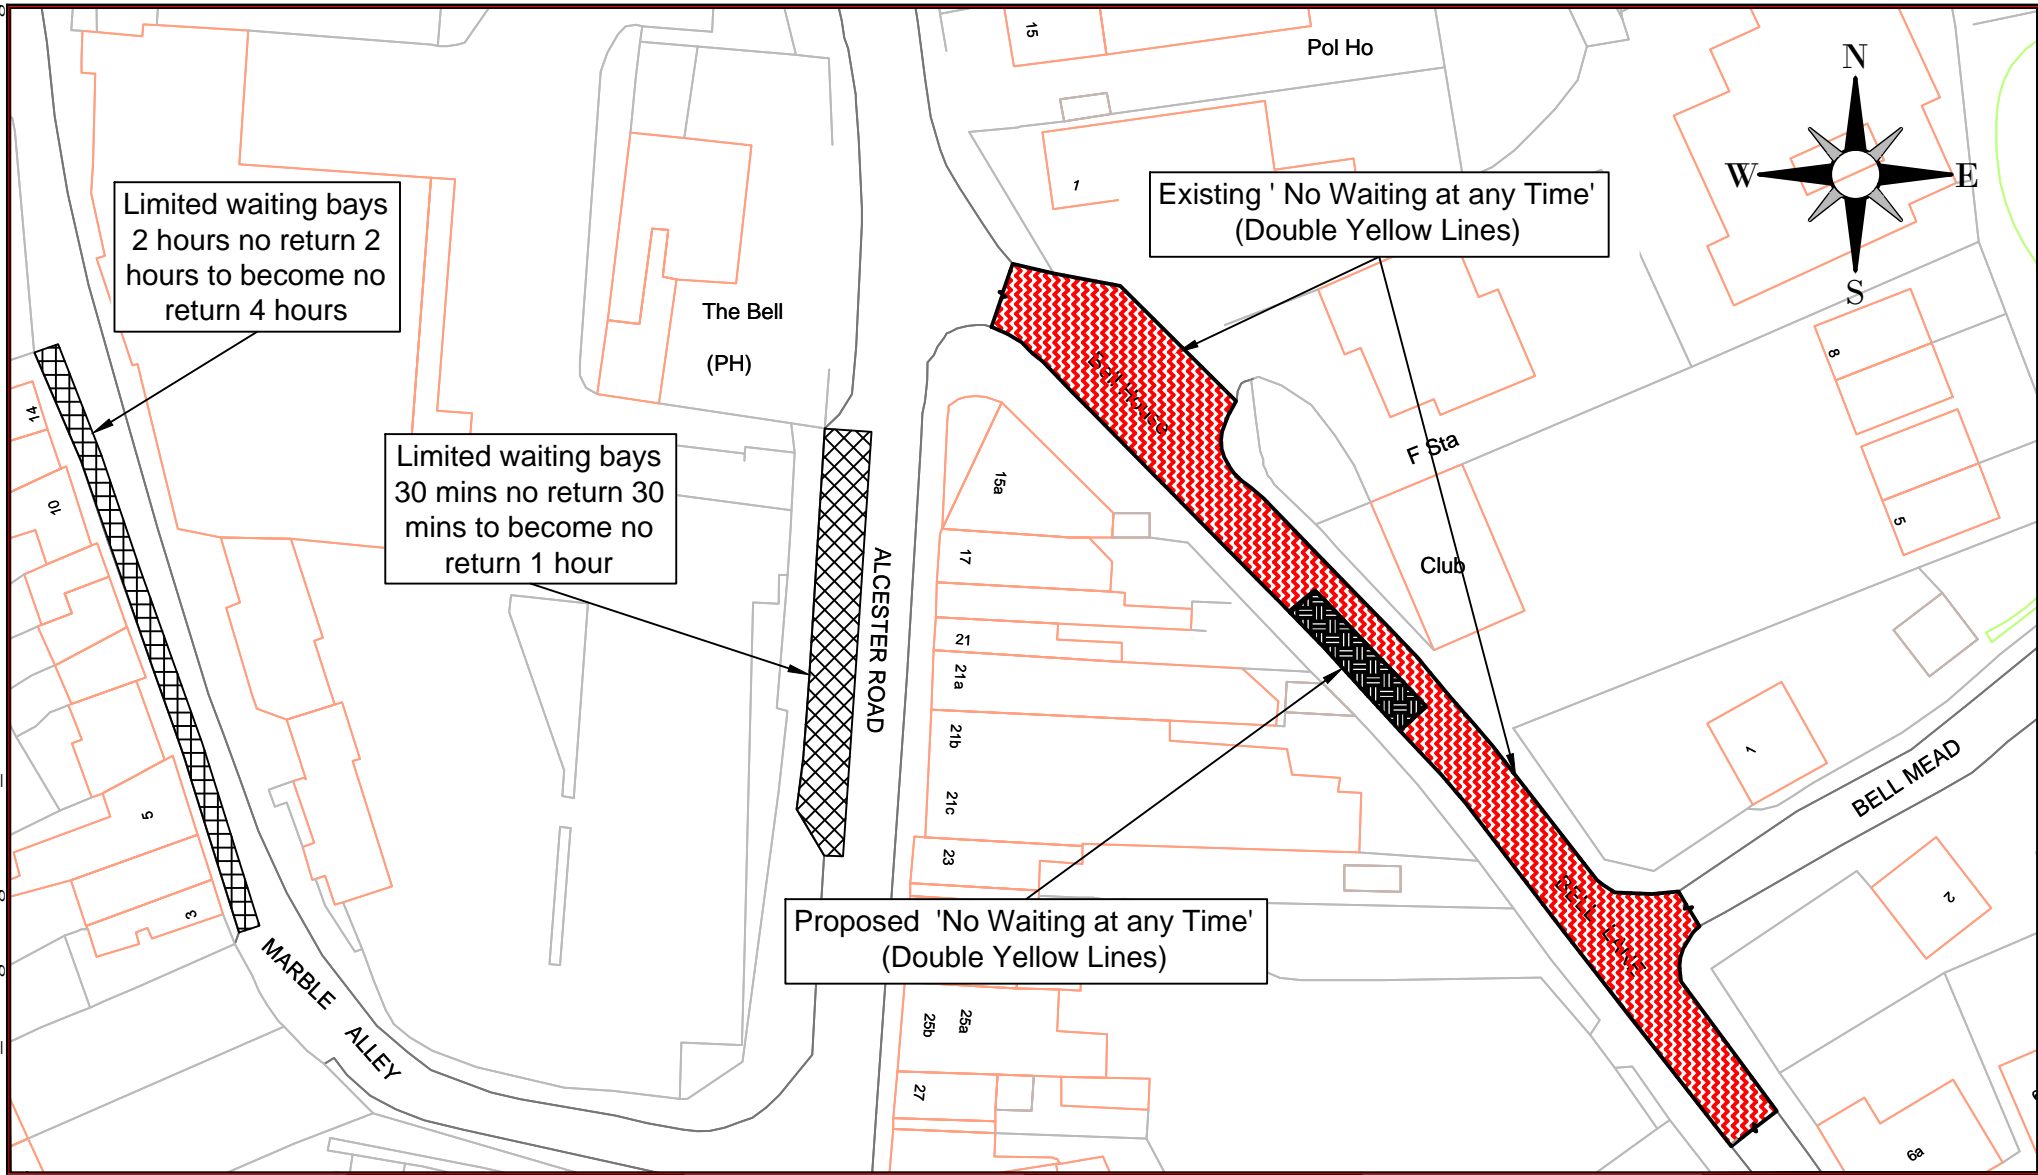 15
Pol Ho
N
W
E
S
1
Existing ' No Waiting at any Time'
(Double Yellow Lines)
Limited waiting bays
2 hours no return 2
hours to become no
return 4 hours
The Bell
(PH)
Bell House
8
14
10
F Sta
15a
5
Limited waiting bays
30 mins no return 30
mins to become no
return 1 hour
ALCESTER ROAD
17
Club
21
21a
21b
21c
1
BELL MEAD
5
23
3
2
BELL LANE
Proposed 'No Waiting at any Time'
(Double Yellow Lines)
MARBLE ALLEY
25b
25a
27
6a